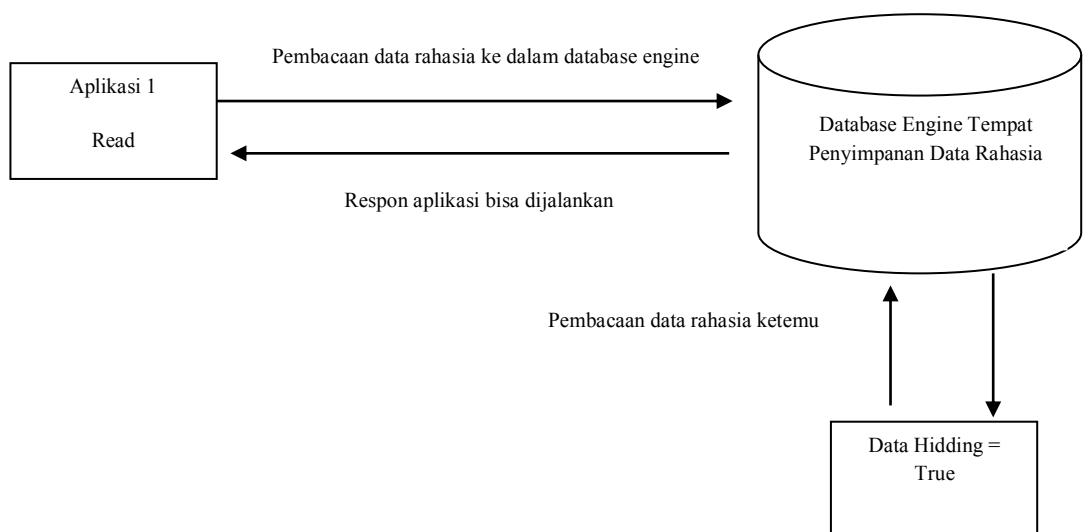 Pembacaan data rahasia ke dalam database engine
Aplikasi 1
Read
Database Engine Tempat
Penyimpanan Data Rahasia
Respon aplikasi bisa dijalankan
Pembacaan data rahasia ketemu
Data Hidding =
True